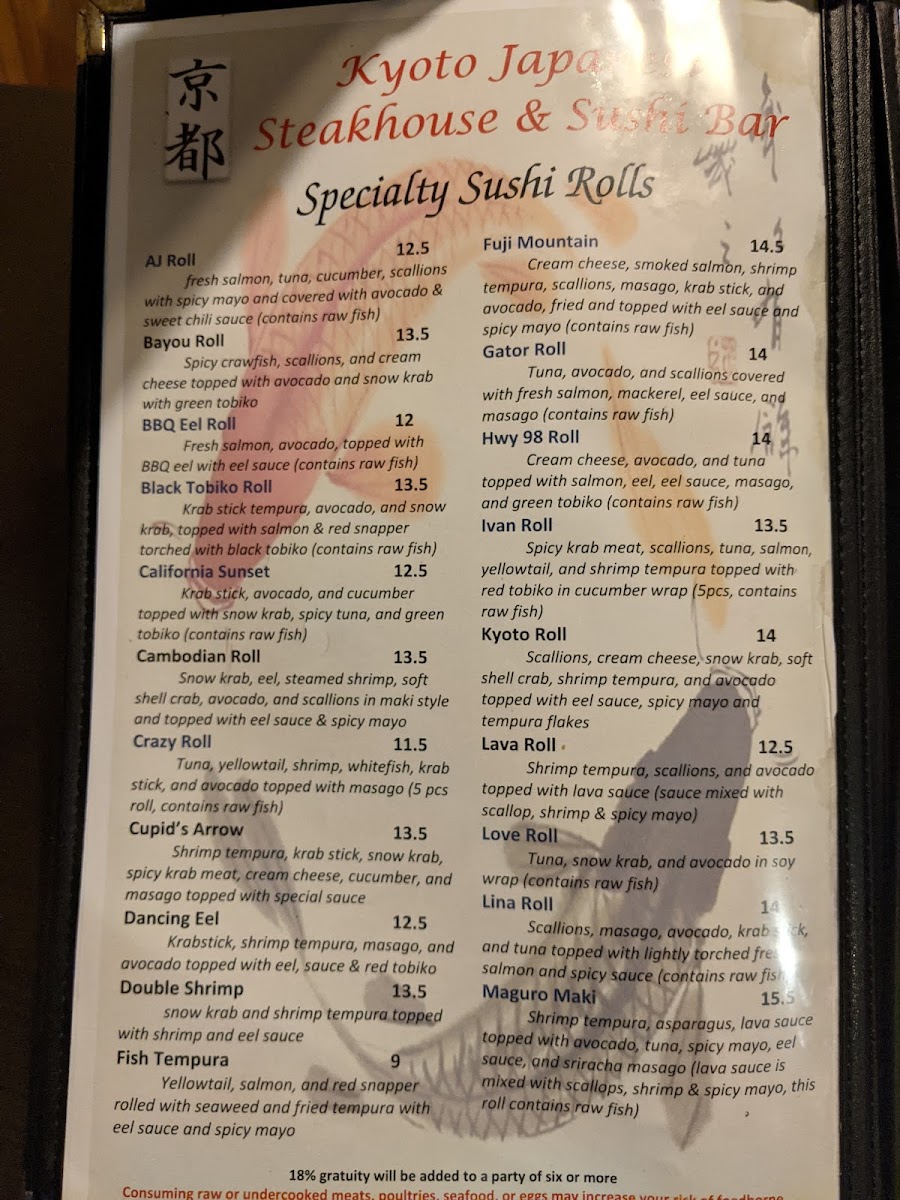 京都
Kyoto
Steakhouse & Sushi Bar
Specialty Sushi Rolls
AJ Roll 12.5
fresh salmon, tuna, cucumber, scallions
with spicy mayo and covered with avocado &
sweet chili sauce (contains raw fish)
Bayou Roll 13.5
Spicy crawfish, scallions, and cream
cheese topped with avocado and snow krab
with green tobiko
BBQ Eel Roll 12
Fresh salmon, avocado, topped with
BBQ eel with eel sauce (contains raw fish)
Black Tobiko Roll 13.5
Krab stick tempura, avocado, and snow
krab, topped with salmon & red snapper
torched with black tobiko (contains raw fish)
California Sunset 12.5
Krab stick, avocado, and cucumber
topped with snow krab, spicy tuna, and green
tobiko (contains raw fish)
Cambodian Roll 13.5
Snow krab, eel, steamed shrimp, soft
shell crab, avocado, and scallions in maki style
and topped with eel sauce & spicy mayo
Crazy Roll 11.5
Tuna, yellowtail, shrimp, whitefish, krab
stick, and avocado topped with masago (5 pcs
roll, contains raw fish)
Cupid's Arrow 13.5
Shrimp tempura, krab stick, snow krab,
spicy krab meat, cream cheese, cucumber, and
masago topped with special sauce
Dancing Eel 12.5
Krabstick, shrimp tempura, masago, and
avocado topped with eel, sauce & red tobiko
Double Shrimp 13.5
snow krab and shrimp tempura topped
with shrimp and eel sauce
Fish Tempura 9
Yellowtail, salmon, and red snapper
rolled with seaweed and fried tempura with
eel sauce and spicy mayo
Fuji Mountain 14.5
Cream cheese, smoked salmon, shrimp
tempura, scallions, masago, krab stick, and
avocado, fried and topped with eel sauce and
spicy mayo (contains raw fish)
Gator Roll 14
Tuna, avocado, and scallions covered
with fresh salmon, mackerel, eel sauce, and
masago (contains raw fish)
Hwy 98 Roll 14
Cream cheese, avocado, and tuna
topped with salmon, eel, eel sauce, masago,
and green tobiko (contains raw fish)
Ivan Roll 13.5
Spicy krab meat, scallions, tuna, salmon,
yellowtail, and shrimp tempura topped with
red tobiko in cucumber wrap (5pcs, contains
raw fish)
Kyoto Roll 14
Scallions, cream cheese, snow krab, soft
shell crab, shrimp tempura, and avocado
topped with eel sauce, spicy mayo and
tempura flakes
Lava Roll 12.5
Shrimp tempura, scallions, and avocado
topped with lava sauce (sauce mixed with
scallop, shrimp & spicy mayo)
Love Roll 13.5
Tuna, snow krab, and avocado in soy
wrap (contains raw fish)
Lina Roll 14
Scallions, masago, avocado, krab
and tuna topped with lightly torched
salmon and spicy sauce (contains raw fish
Maguro Maki 15.5
Shrimp tempura, asparagus, lava sauce
topped with avocado, tuna, spicy mayo, eel
sauce, and sriracha masago (lava sauce is
mixed with scallops, shrimp & spicy mayo, this
roll contains raw fish)
18% gratuity will be added to a party of six or more
Consuming raw or undercooked meats, poultries, seafood, or eggs may increase your risk of foodborne